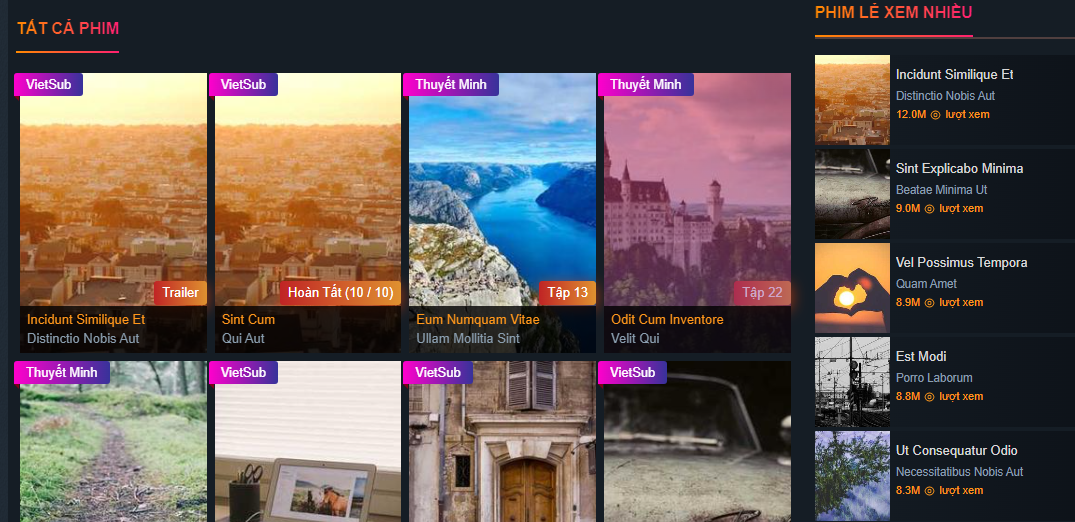 TẤT CẢ PHIM
VietSub
Trailer
Incidunt Similique Et
Distinctio Nobis Aut
VietSub
Hoàn Tất (10 / 10)
Sint Cum
Qui Aut
Thuyết Minh
Tập 13
Eum Numquam Vitae
Ullam Mollitia Sint
Thuyết Minh
Tập 22
Odit Cum Inventore
Velit Qui
Thuyết Minh
VietSub
VietSub
VietSub
PHIM LẺ XEM NHIỀU
Incidunt Similique Et
Distinctio Nobis Aut
12.0M lượt xem
Sint Explicabo Minima
Beatae Minima Ut
9.0M lượt xem
Vel Possimus Tempora
Quam Amet
8.9M lượt xem
Est Modi
Porro Laborum
8.8M lượt xem
Ut Consequatur Odio
Necessitatibus Nobis Aut
8.3M lượt xem